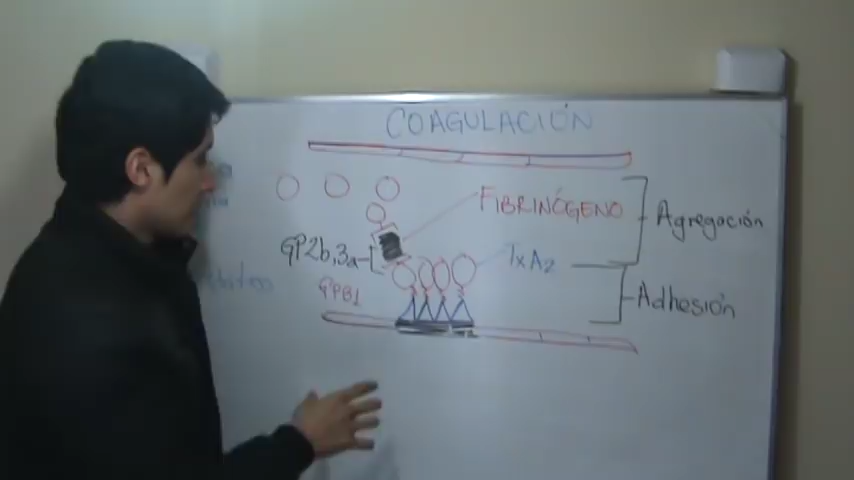 COAGULACIÓN
FIBRINÓGENO
Agregación
GP2b,3a
TxA2
GPB1
Adhesión